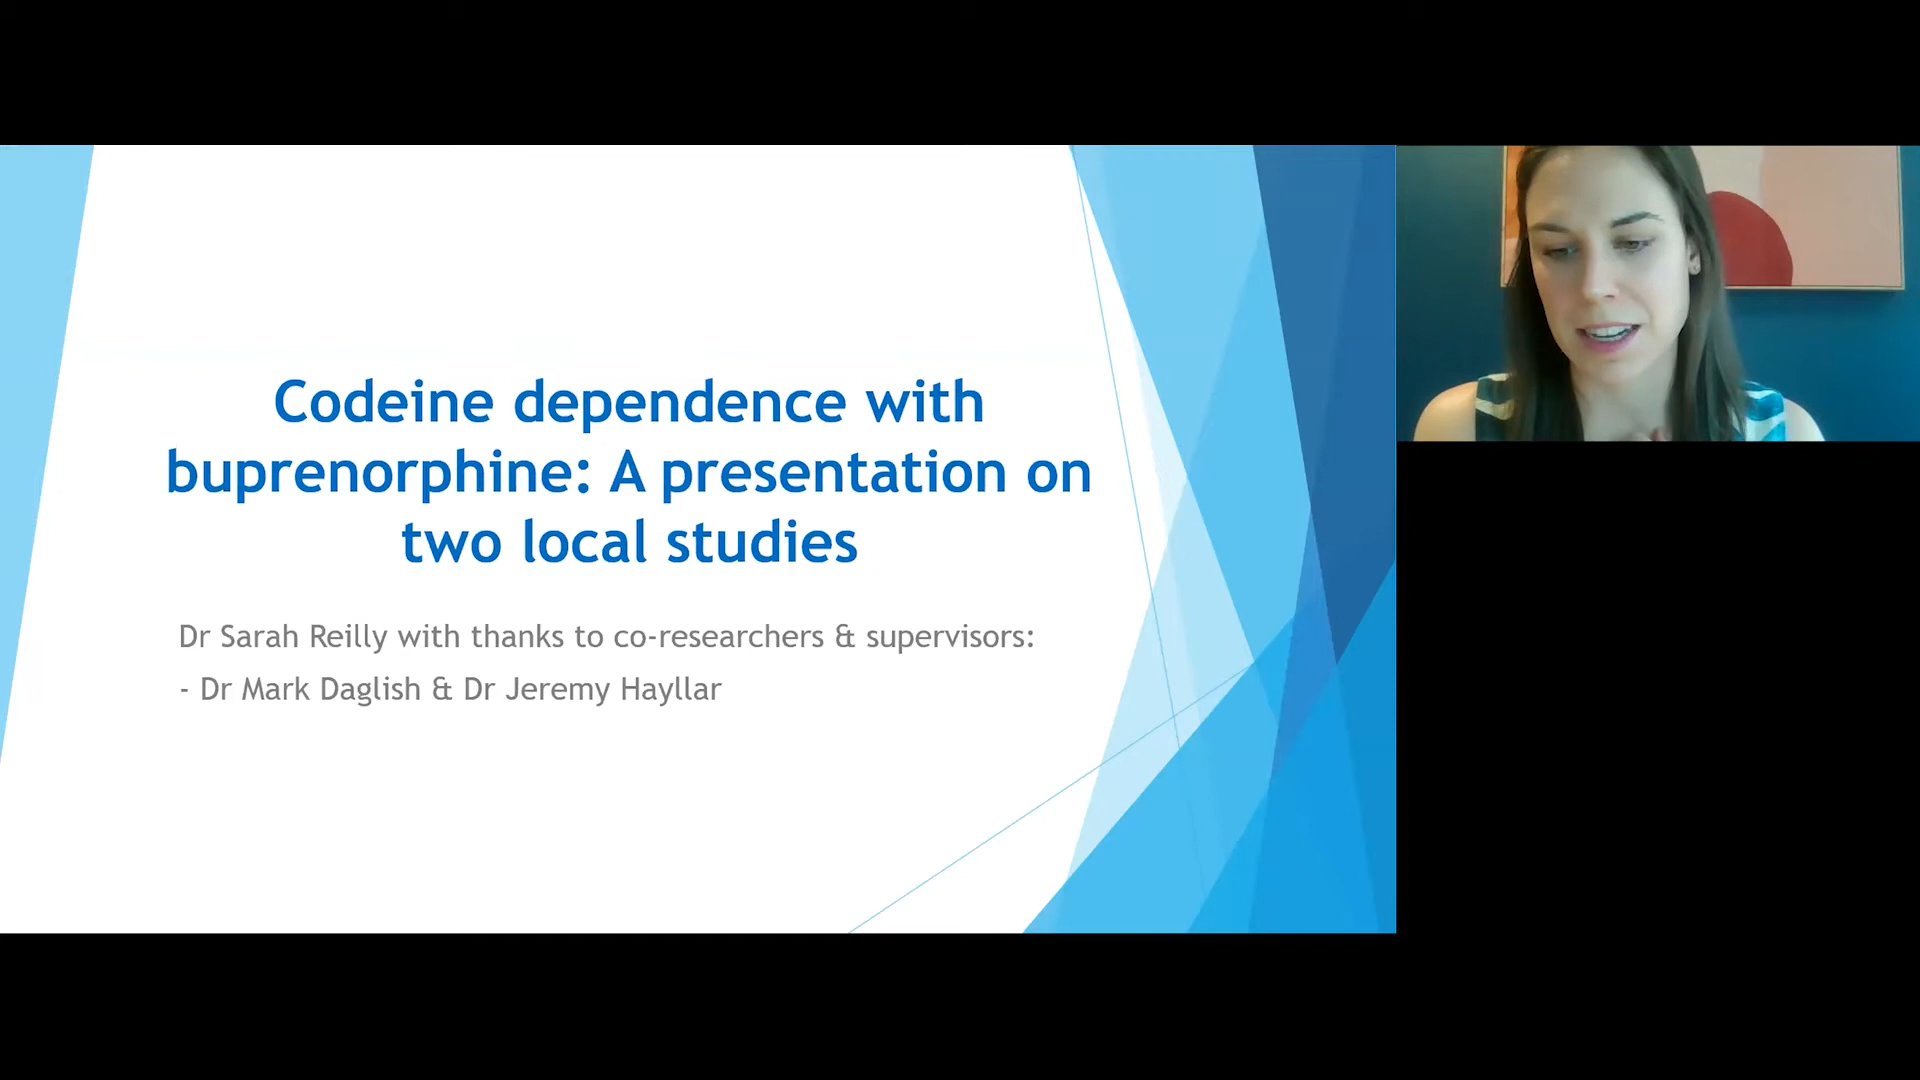 Codeine dependence with
buprenorphine: A presentation on
two local studies
Dr Sarah Reilly with thanks to co-researchers & supervisors:
- Dr Mark Daglish & Dr Jeremy Hayllar